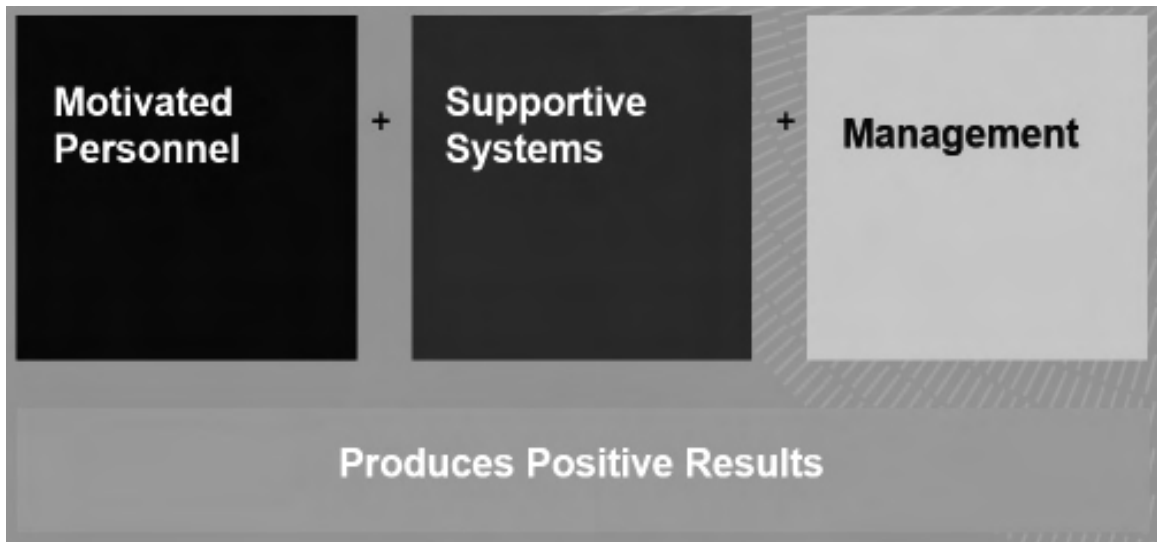 Motivated
Personnel
+
Supportive
Systems
+
Management
Produces Positive Results